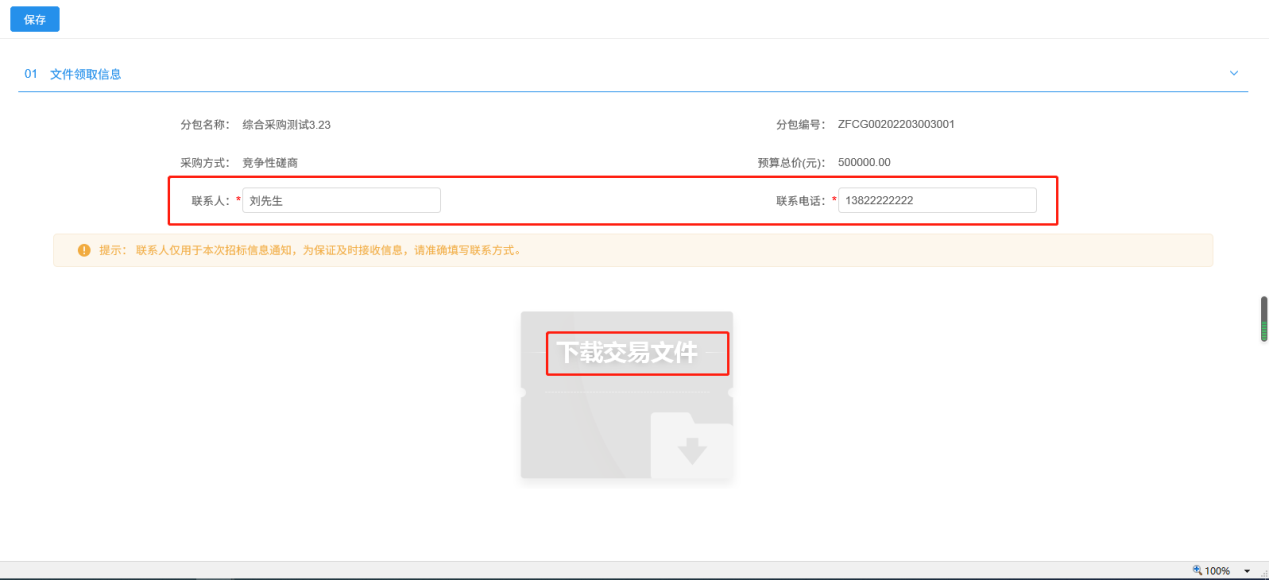 保存
01 文件领取信息
分包名称： 综合采购测试3.23 分包编号： ZFCG00202203003001
采购方式： 竞争性磋商 预算总价(元)： 500000.00
联系人：* 刘先生 联系电话：* 13822222222
提示： 联系人仅用于本次招标信息通知，为保证及时接收信息，请准确填写联系方式。
下载交易文件
100%